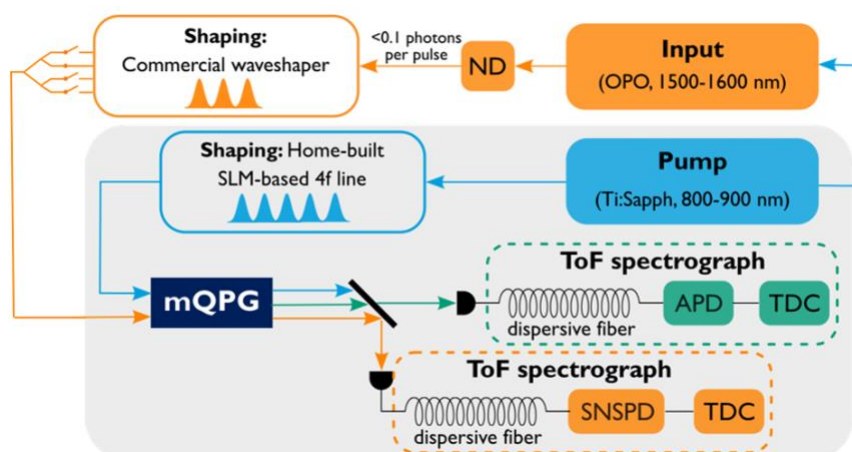 Shaping:
Commercial waveshaper
<0.1 photons
per pulse
ND
Input
(OPO, 1500-1600 nm)
Shaping: Home-built
SLM-based 4f line
Pump
(Ti:Sapph, 800-900 nm)
mQPG
ToF spectrograph
dispersive fiber
APD
TDC
ToF spectrograph
dispersive fiber
SNSPD
TDC